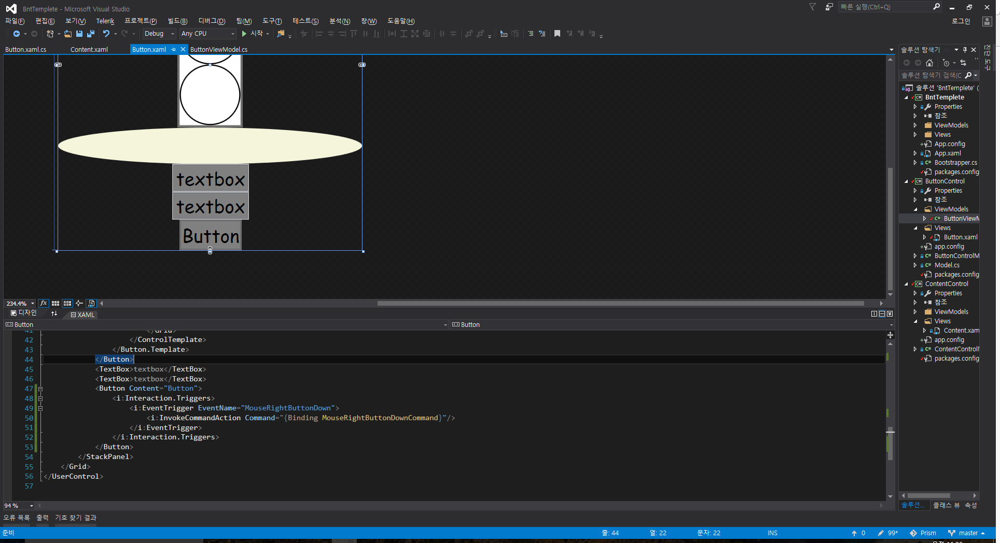 BntTemplete - Microsoft Visual Studio
빠른 실행(Ctrl+Q)
파일(F) 편집(E) 보기(V) Telerik 프로젝트(P) 빌드(B) 디버그(D) 팀(M) 도구(T) 테스트(S) 분석(N) 창(W) 도움말(H)
로그인
Debug Any CPU 시작
Button.xaml.cs Content.xaml Button.xaml ButtonViewModel.cs
textbox
textbox
Button
234.4%
디자인 XAML
Button Button
41 </Grid>
42 </ControlTemplate>
43 </Button.Template>
44 </Button>
45 <TextBox>textbox</TextBox>
46 <TextBox>textbox</TextBox>
47 <Button Content="Button">
48 <i:Interaction.Triggers>
49 <i:EventTrigger EventName="MouseRightButtonDown">
50 <i:InvokeCommandAction Command="{Binding MouseRightButtonDownCommand}"/>
51 </i:EventTrigger>
52 </i:Interaction.Triggers>
53 </Button>
54 </StackPanel>
55 </Grid>
56 </UserControl>
57
94 %
오류 목록 출력 기호 찾기 결과
솔루션 탐색기
솔루션 탐색기 검색(C
솔루션 'BntTemplete' (
BntTemplete
Properties
참조
ViewModels
Views
App.config
App.xaml
Bootstrapper.cs
packages.config
ButtonControl
Properties
참조
ViewModels
ButtonViewM
Views
Button.xaml
app.config
ButtonControlM
Model.cs
packages.config
ContentControl
Properties
참조
ViewModels
Views
Content.xam
app.config
ContentControlM
packages.config
솔루션... 클래스 뷰 속성
진단 도구
준비 줄: 44 열: 22 문자: 22 INS 0 99* Prism master